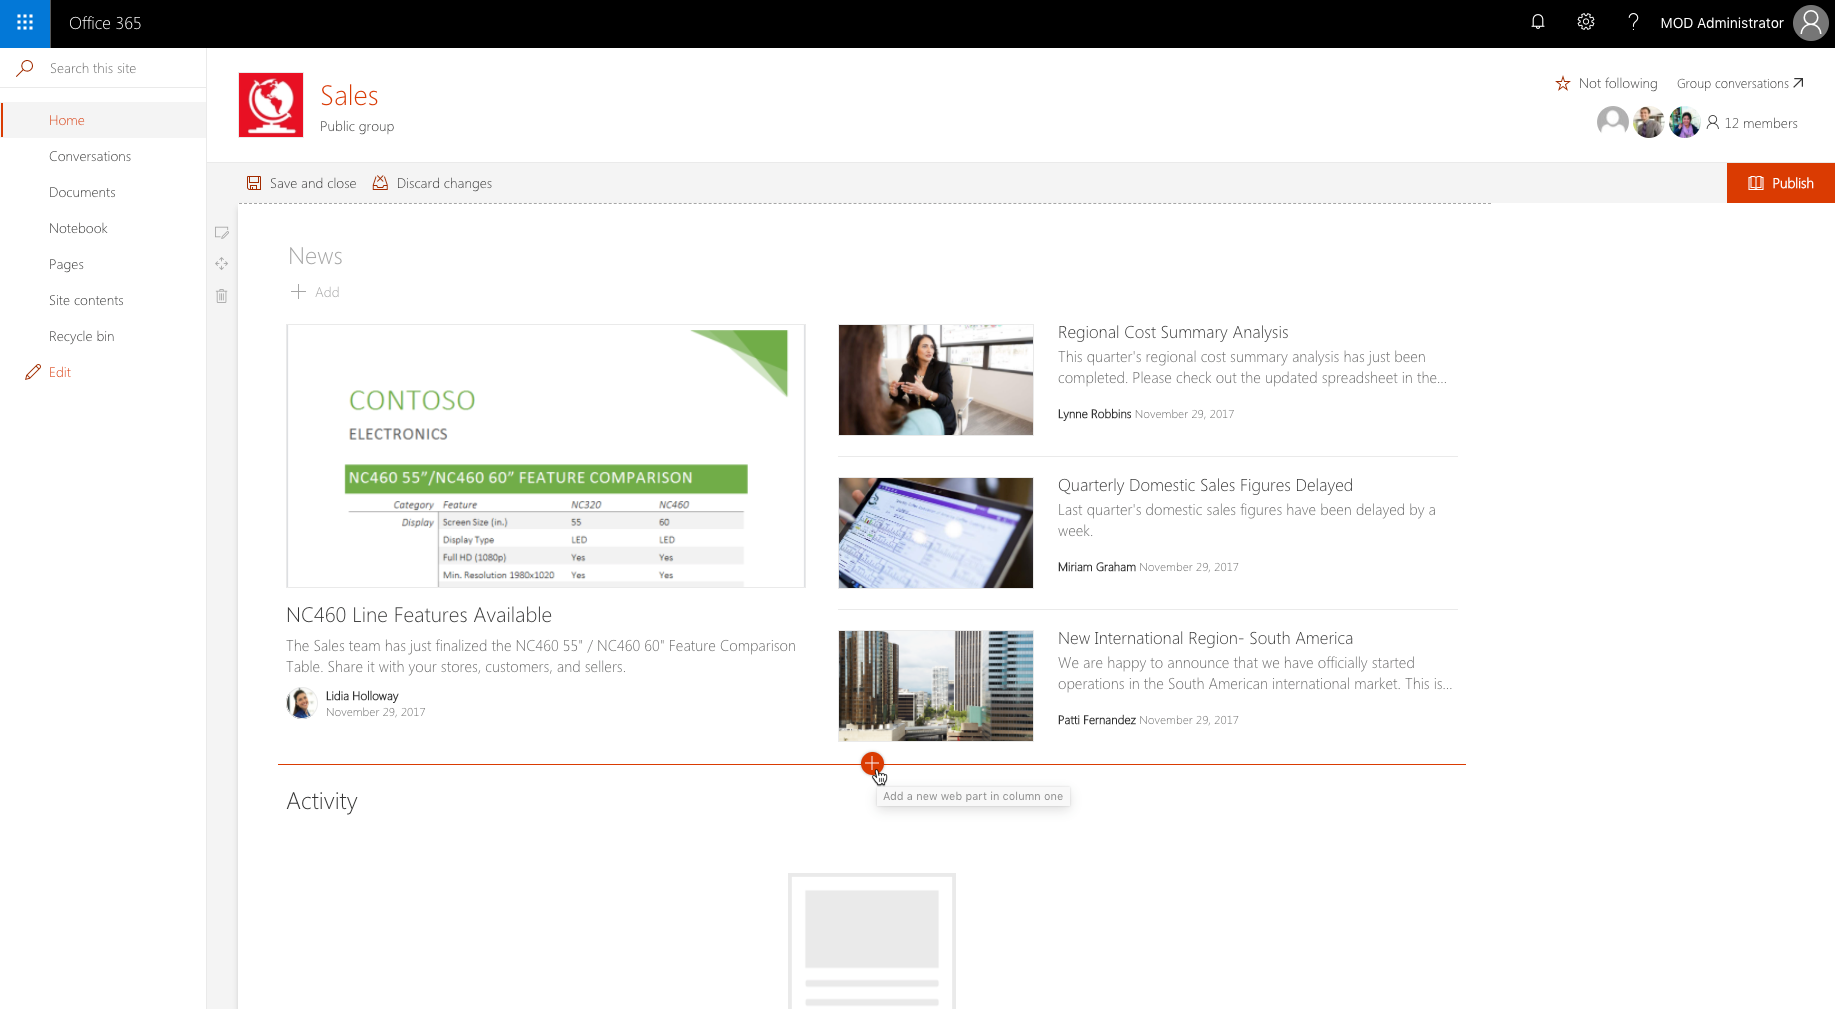 Office 365
MOD Administrator
Search this site
Home
Conversations
Documents
Notebook
Pages
Site contents
Recycle bin
Edit
Sales
Public group
Not following
Group conversations
12 members
Save and close
Discard changes
Publish
News
Add
CONTOSO
ELECTRONICS
NC460 55"/NC460 60" FEATURE COMPARISON
Category Feature NC320 NC460
Display Screen Size (in.) 55 60
Display Type LED LED
Full HD (1080p) Yes Yes
Min. Resolution 1980x1020 Yes Yes
NC460 Line Features Available
The Sales team has just finalized the NC460 55" / NC460 60" Feature Comparison
Table. Share it with your stores, customers, and sellers.
Lidia Holloway
November 29, 2017
Regional Cost Summary Analysis
This quarter's regional cost summary analysis has just been
completed. Please check out the updated spreadsheet in the...
Lynne Robbins November 29, 2017
Quarterly Domestic Sales Figures Delayed
Last quarter's domestic sales figures have been delayed by a
week.
Miriam Graham November 29, 2017
New International Region- South America
We are happy to announce that we have officially started
operations in the South American international market. This is...
Patti Fernandez November 29, 2017
Add a new web part in column one
Activity